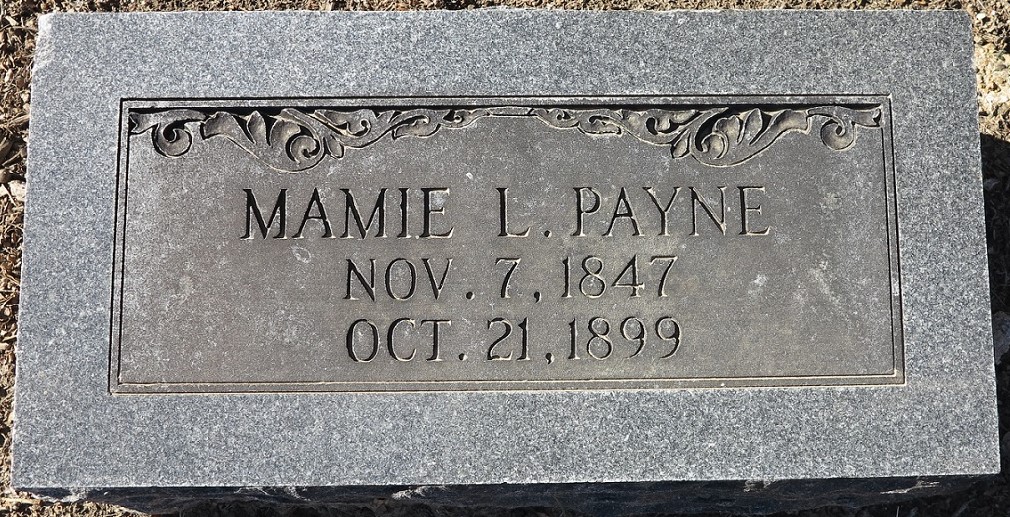 MAMIE L. PAYNE
NOV. 7, 1847
OCT. 21, 1899